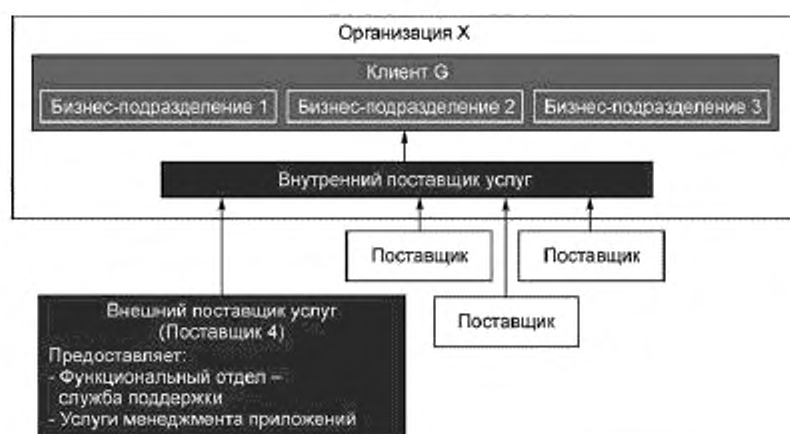 Организация X
Клиент G
Бизнес-подразделение 1
Бизнес-подразделение 2
Бизнес-подразделение 3
Внутренний поставщик услуг
Поставщик
Поставщик
Поставщик
Внешний поставщик услуг
(Поставщик 4)
Предоставляет:
- Функциональный отдел –
служба поддержки
- Услуги менеджмента приложений